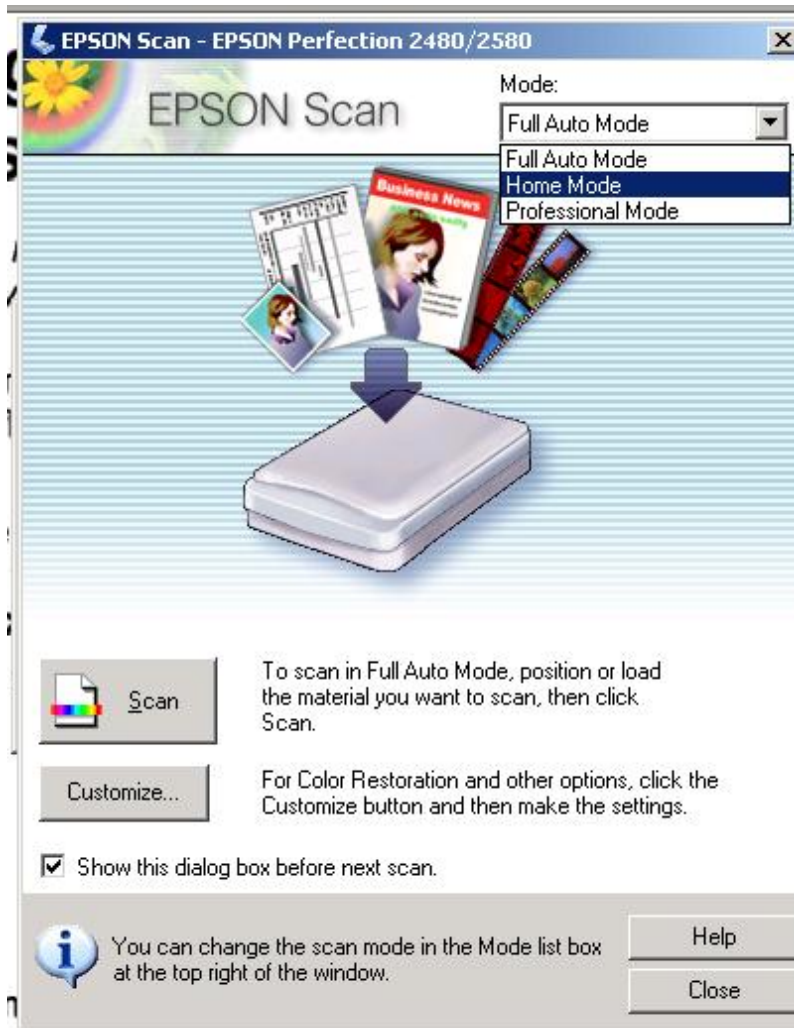 EPSON Scan - EPSON Perfection 2480/2580
EPSON Scan
Mode:
Full Auto Mode
Full Auto Mode
Home Mode
Professional Mode
Business News
Scan
To scan in Full Auto Mode, position or load
the material you want to scan, then click
Scan.
Customize...
For Color Restoration and other options, click the
Customize button and then make the settings.
Show this dialog box before next scan.
You can change the scan mode in the Mode list box
at the top right of the window.
Help
Close